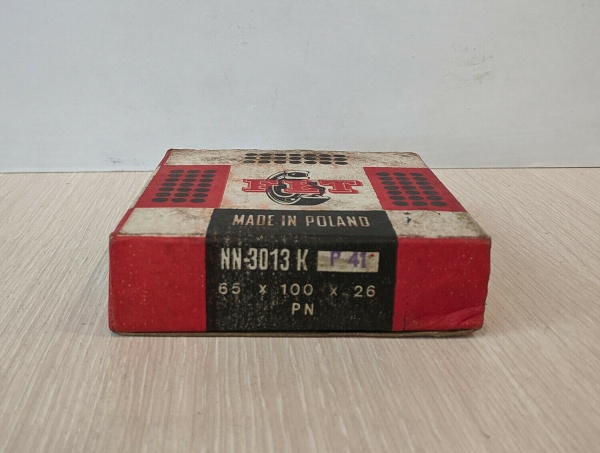 FŁT
MADE IN POLAND
NN-3013 K P 41
65 x 100 x 26
PN